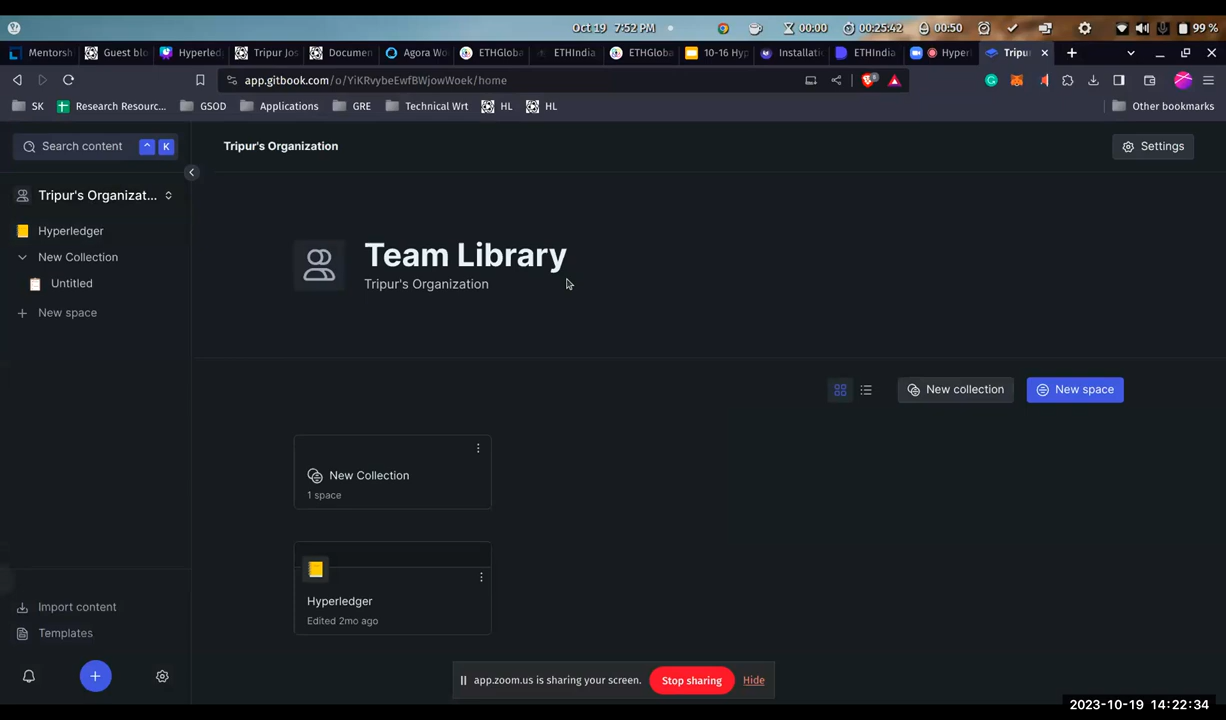 Oct 19 7:52 PM
00:00
00:25:42
00:50
99 %
Mentorsh
Guest blo
Hyperled
Tripur Jos
Documen
Agora Wo
ETHGloba
ETHIndia
ETHGloba
10-16 Hyp
Installatio
ETHIndia
Hyperl
Tripu
app.gitbook.com/o/YiKRvybeEwfBWjowWoek/home
SK
Research Resourc...
GSOD
Applications
GRE
Technical Wrt
HL
HL
Other bookmarks
Search content
^ K
Tripur's Organization
Settings
Tripur's Organizat...
Hyperledger
New Collection
Untitled
New space
Team Library
Tripur's Organization
New collection
New space
New Collection
1 space
Hyperledger
Edited 2mo ago
Import content
Templates
app.zoom.us is sharing your screen.
Stop sharing
Hide
2023-10-19 14:22:34